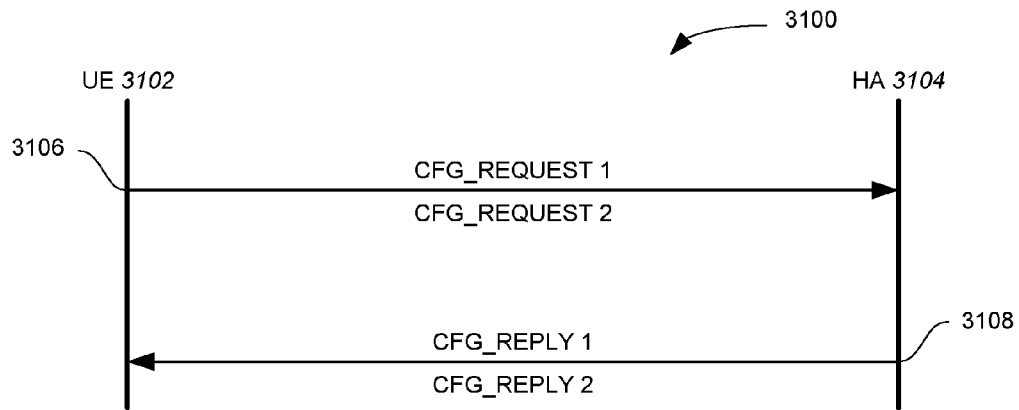 3100
UE 3102
HA 3104
3106
CFG_REQUEST 1
CFG_REQUEST 2
3108
CFG_REPLY 1
CFG_REPLY 2